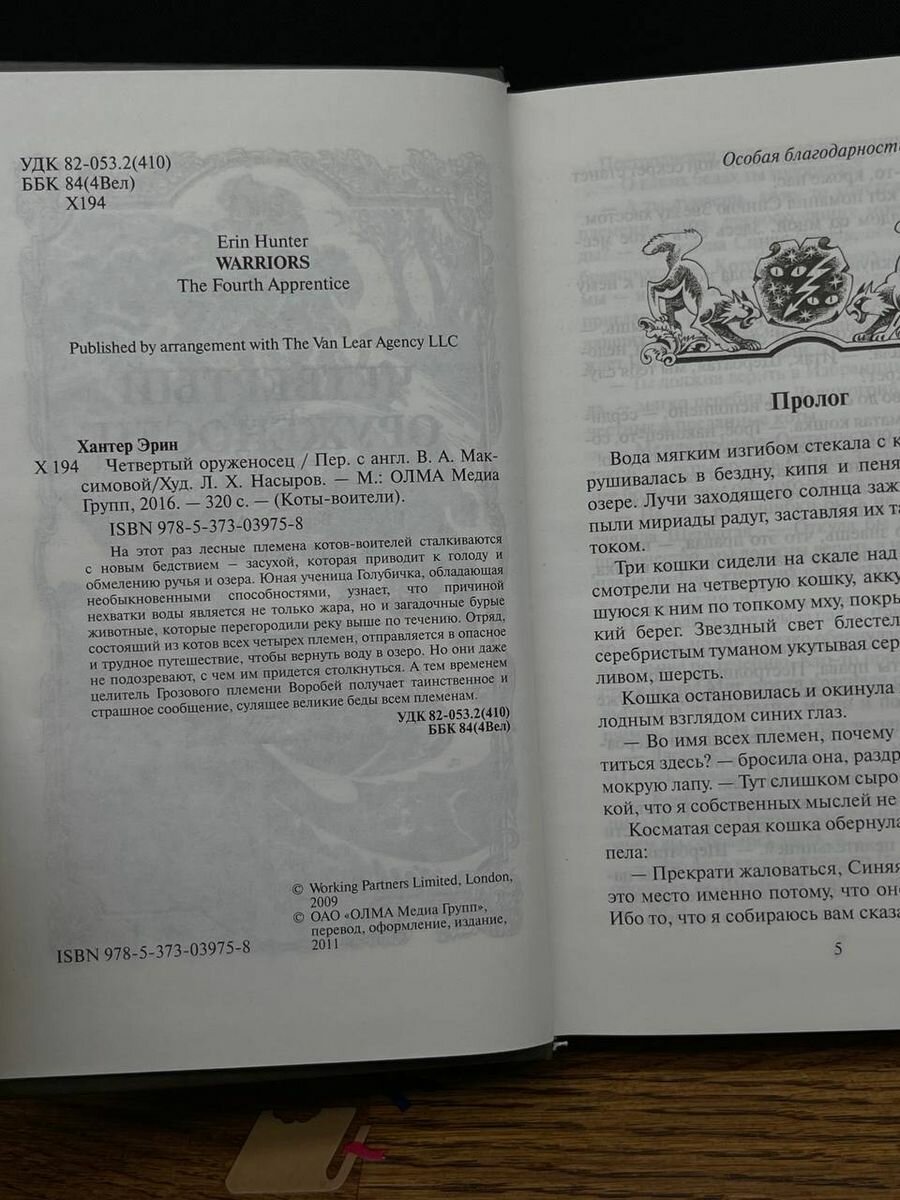 УДК 82-053.2(410)
ББК 84(4Вел)
Х194
Erin Hunter
WARRIORS
The Fourth Apprentice
Published by arrangement with The Van Lear Agency LLC
Хантер Эрин
Х 194 Четвертый оруженосец / Пер. с англ. В. А. Мак-
симовой/Худ. Л. Х. Насыров. — М.: ОЛМА Медиа
Групп, 2016. — 320 с. — (Коты-воители).
ISBN 978-5-373-03975-8
На этот раз лесные племена котов-воителей сталкиваются
с новым бедствием — засухой, которая приводит к голоду и
обмелению ручья и озера. Юная ученица Голубичка, обладающая
необыкновенными способностями, узнает, что причиной
нехватки воды является не только жара, но и загадочные бурые
животные, которые перегородили реку выше по течению. Отряд,
состоящий из котов всех четырех племен, отправляется в опасное
и трудное путешествие, чтобы вернуть воду в озеро. Но они даже
не подозревают, с чем им придется столкнуться. А тем временем
целитель Грозового племени Воробей получает таинственное и
страшное сообщение, сулящее великие беды всем племенам.
УДК 82-053.2(410)
ББК 84(4Вел)
© Working Partners Limited, London,
2009
© ОАО «ОЛМА Медиа Групп»,
перевод, оформление, издание,
2011
ISBN 978-5-373-03975-8
Особая благодарность
Пролог
Вода мягким изгибом стекала с к
рушивалась в бездну, кипя и пеня
озере. Лучи заходящего солнца заж
пыли мириады радуг, заставляя их та
током.
Три кошки сидели на скале над
смотрели на четвертую кошку, акку
шуюся к ним по топкому мху, покры
кий берег. Звездный свет блестел
серебристым туманом укутывая сер
ливом, шерсть.
Кошка остановилась и окинула
лодным взглядом синих глаз.
— Во имя всех племен, почему
титься здесь? — бросила она, раздр
мокрую лапу. — Тут слишком сыро
кой, что я собственных мыслей не
Косматая серая кошка обернула
пела:
— Прекрати жаловаться, Синяя
это место именно потому, что он
Ибо то, что я собираюсь вам сказа
5